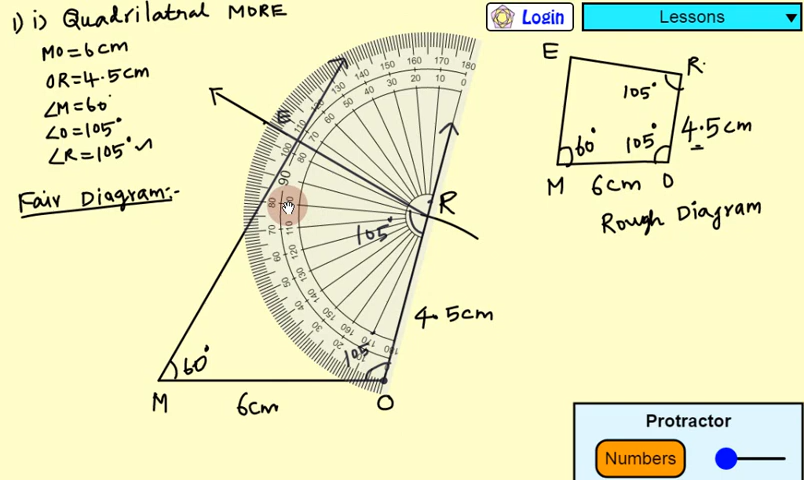 1) i) Quadrilatral MORE
MO = 6cm
OR = 4.5cm
∠M = 60°
∠O = 105°
∠R = 105°
Fair Diagram:-
Login
Lessons
E
R
105°
60°
105°
4.5cm
M
6cm
O
Rough Diagram
E
R
105°
4.5cm
105
60°
M
6cm
O
90
Protractor
Numbers